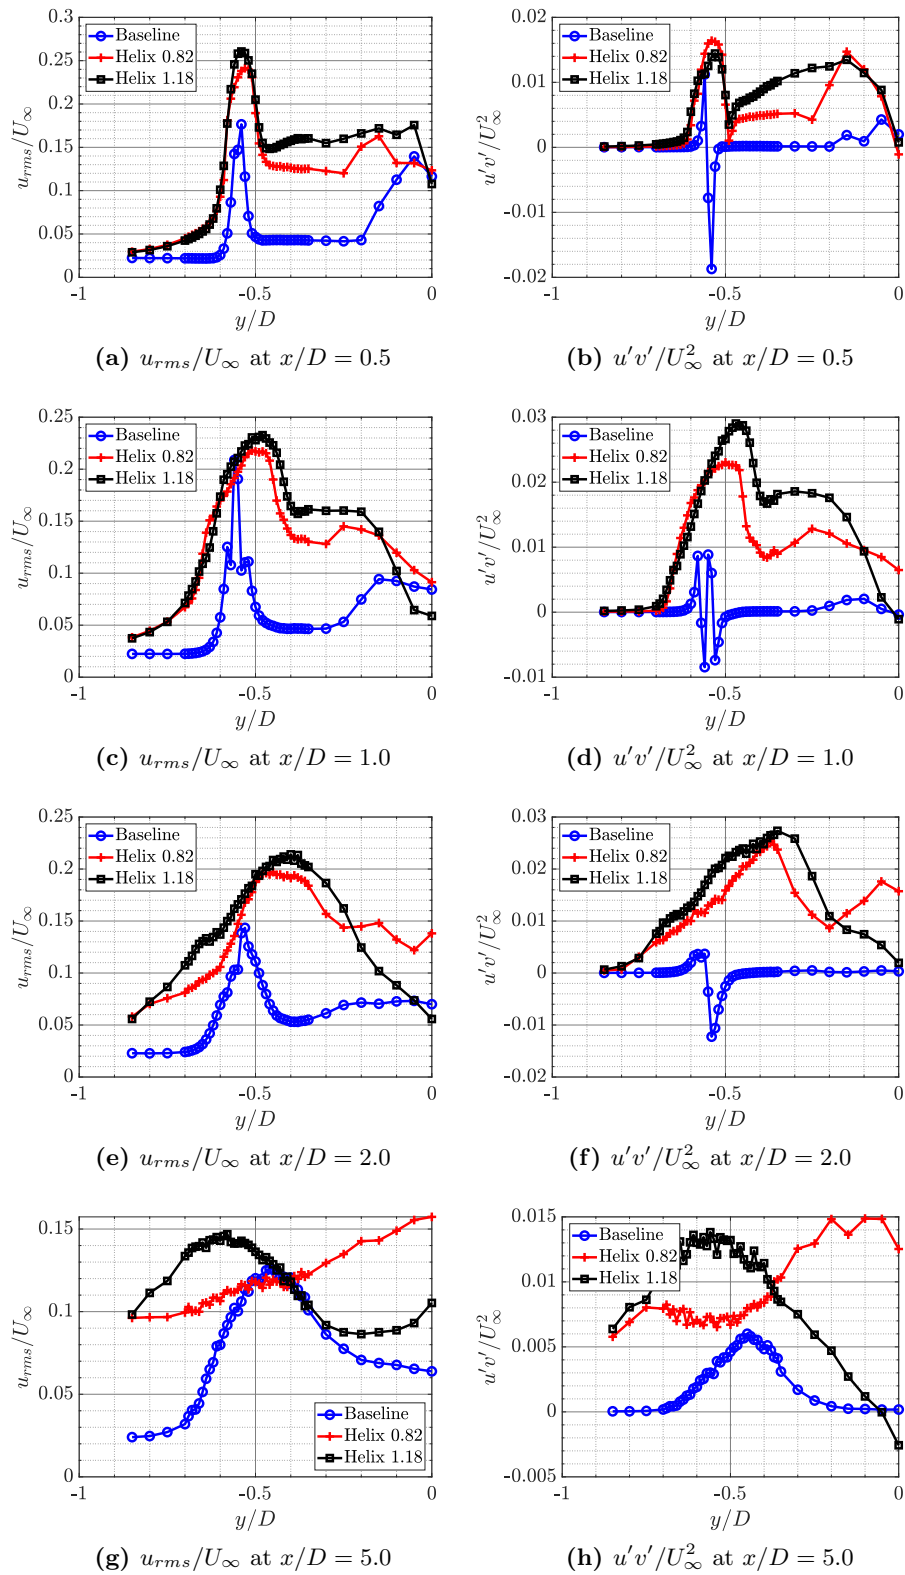 0.3
0.25
0.2
0.15
0.1
0.05
0
u_rms/U_∞
Baseline
Helix 0.82
Helix 1.18
-1 -0.5 0
y/D
(a) u_rms/U_∞ at x/D = 0.5
0.02
0.01
0
-0.01
-0.02
u'v'/U_∞^2
Baseline
Helix 0.82
Helix 1.18
-1 -0.5 0
y/D
(b) u'v'/U_∞^2 at x/D = 0.5
0.25
0.2
0.15
0.1
0.05
0
u_rms/U_∞
Baseline
Helix 0.82
Helix 1.18
-1 -0.5 0
y/D
(c) u_rms/U_∞ at x/D = 1.0
0.03
0.02
0.01
0
-0.01
u'v'/U_∞^2
Baseline
Helix 0.82
Helix 1.18
-1 -0.5 0
y/D
(d) u'v'/U_∞^2 at x/D = 1.0
0.25
0.2
0.15
0.1
0.05
0
u_rms/U_∞
Baseline
Helix 0.82
Helix 1.18
-1 -0.5 0
y/D
(e) u_rms/U_∞ at x/D = 2.0
0.03
0.02
0.01
0
-0.01
-0.02
u'v'/U_∞^2
Baseline
Helix 0.82
Helix 1.18
-1 -0.5 0
y/D
(f) u'v'/U_∞^2 at x/D = 2.0
0.15
0.1
0.05
0
u_rms/U_∞
Baseline
Helix 0.82
Helix 1.18
-1 -0.5 0
y/D
(g) u_rms/U_∞ at x/D = 5.0
0.015
0.01
0.005
0
-0.005
u'v'/U_∞^2
Baseline
Helix 0.82
Helix 1.18
-1 -0.5 0
y/D
(h) u'v'/U_∞^2 at x/D = 5.0